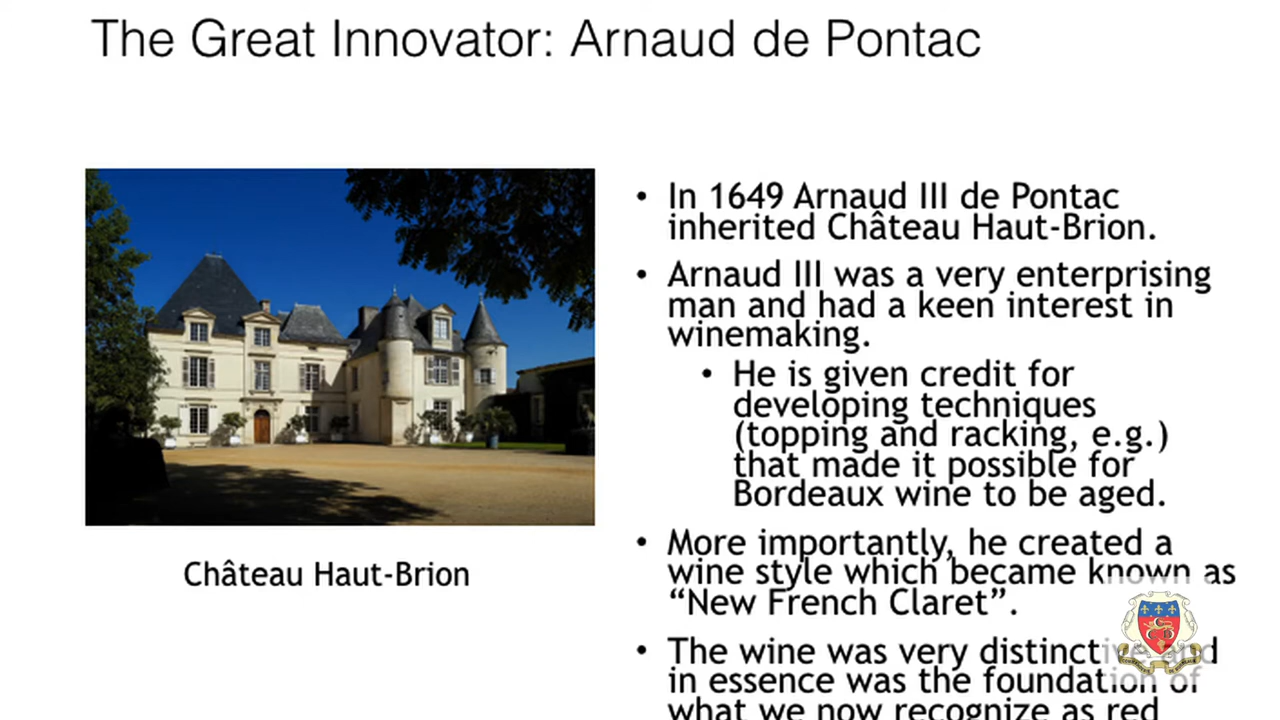 The Great Innovator: Arnaud de Pontac
• In 1649 Arnaud III de Pontac
inherited Château Haut-Brion.
• Arnaud III was a very enterprising
man and had a keen interest in
winemaking.
• He is given credit for
developing techniques
(topping and racking, e.g.)
that made it possible for
Bordeaux wine to be aged.
• More importantly, he created a
wine style which became known as
“New French Claret”.
• The wine was very distinctive and
in essence was the foundation of
what we now recognize as red
Château Haut-Brion